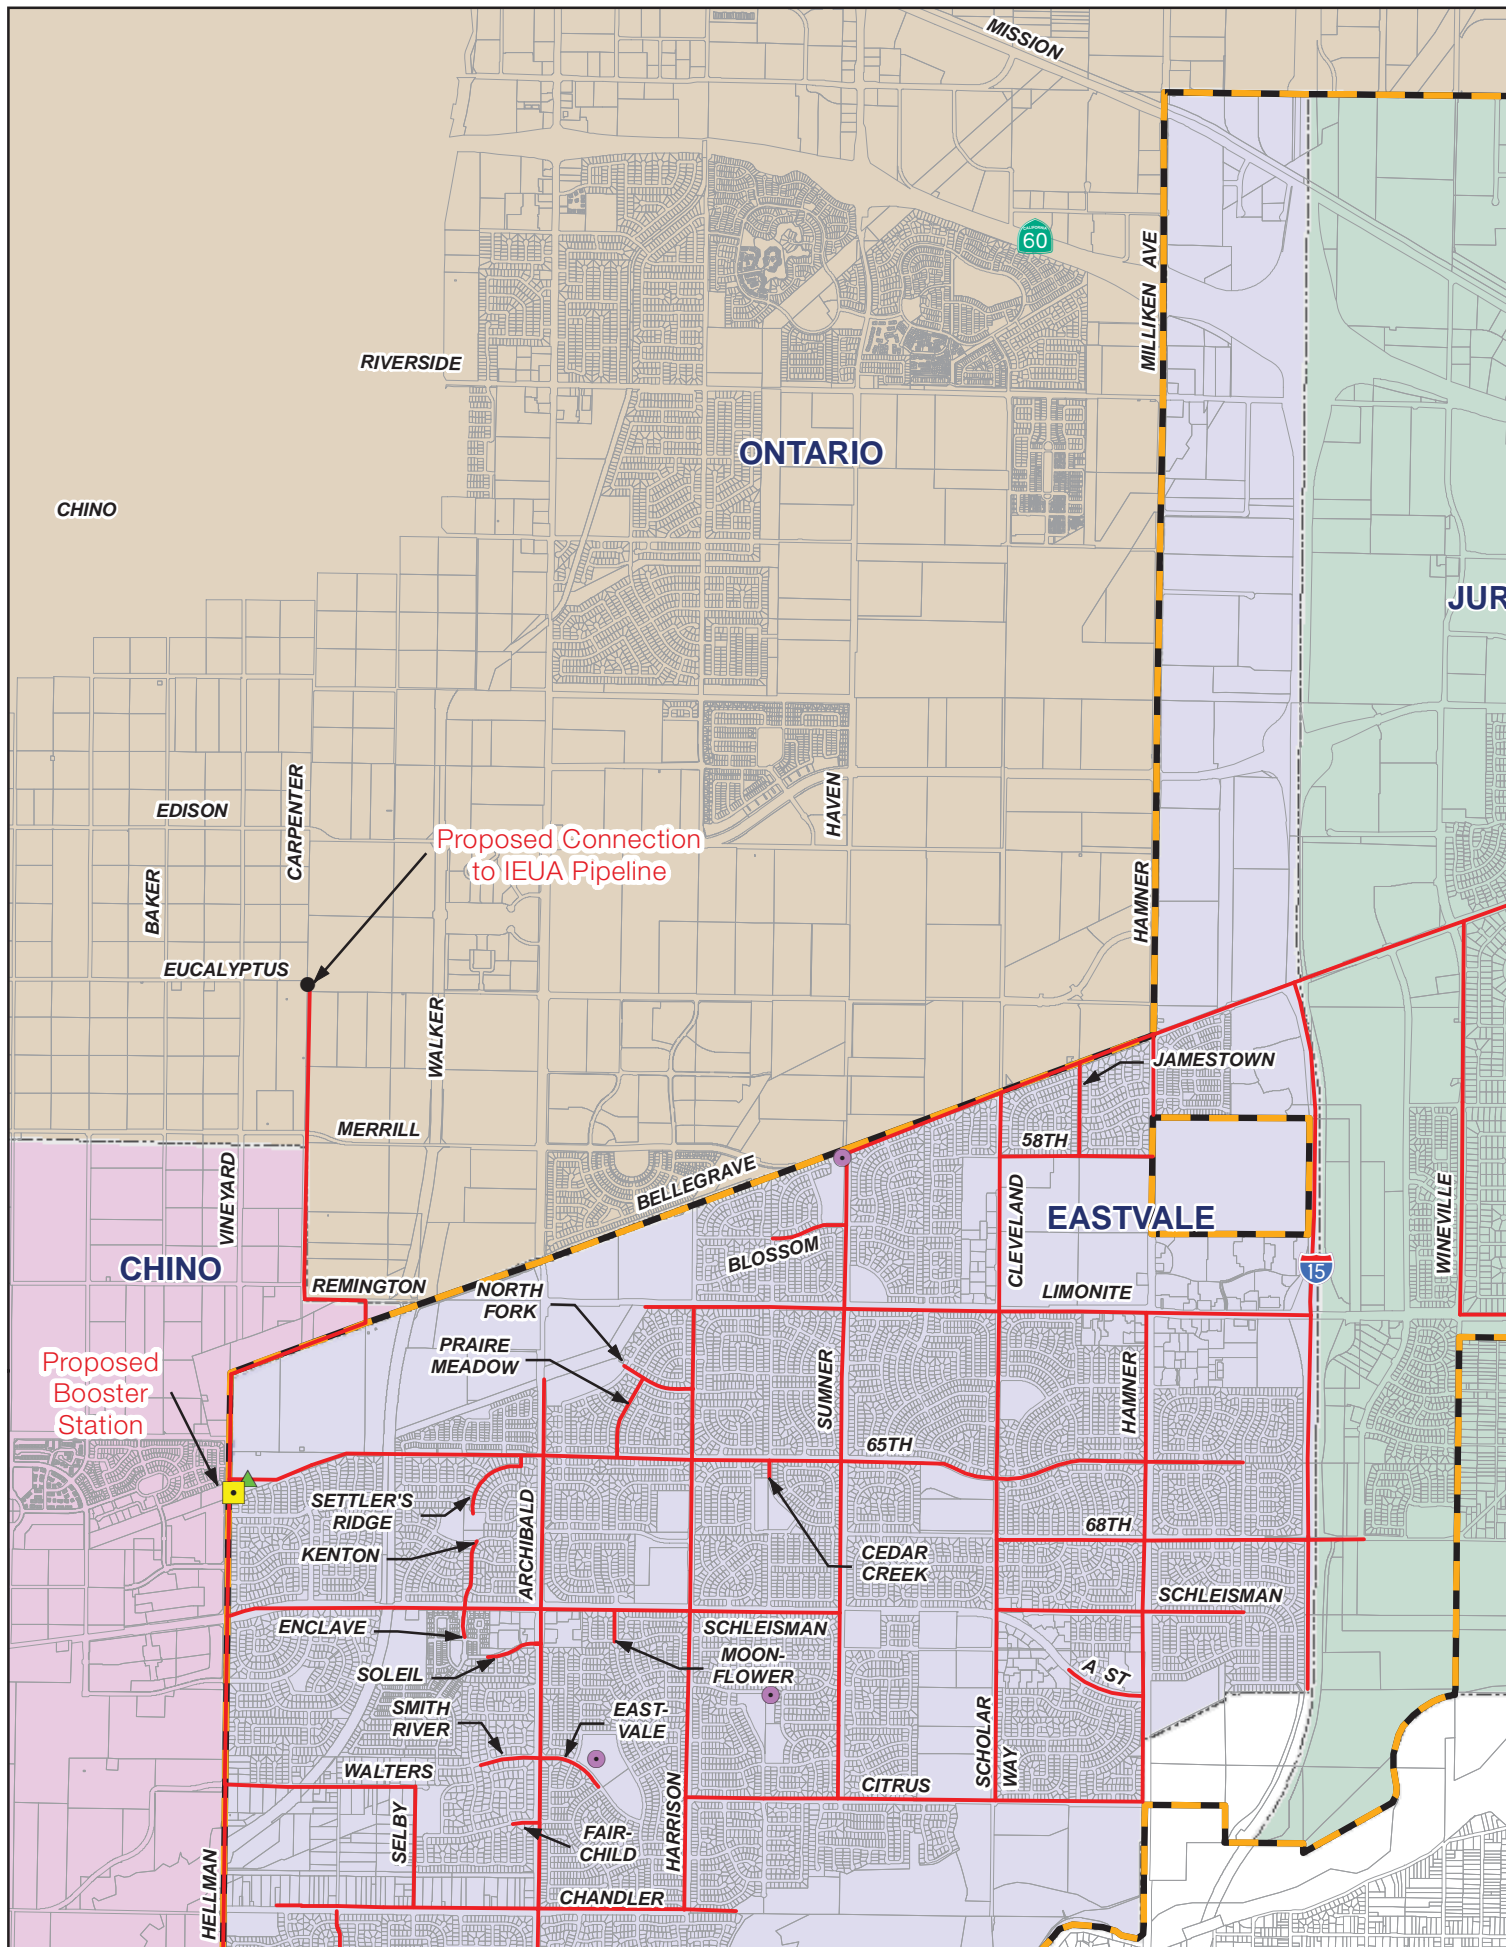 MISSION
CALIFORNIA
60
MILLIKEN AVE
RIVERSIDE
ONTARIO
CHINO
JUR
EDISON
CARPENTER
HAVEN
Proposed Connection
to IEUA Pipeline
BAKER
HAMNER
EUCALYPTUS
WALKER
JAMESTOWN
MERRILL
58TH
VINEYARD
BELLEGRAVE
CLEVELAND
EASTVALE
WINEVILLE
BLOSSOM
CHINO
15
REMINGTON
NORTH
FORK
LIMONITE
PRAIRE
MEADOW
Proposed
Booster
Station
SUMNER
HAMNER
65TH
SETTLER'S
RIDGE
ARCHIBALD
68TH
KENTON
CEDAR
CREEK
SCHLEISMAN
ENCLAVE
SCHLEISMAN
MOON-
FLOWER
SOLEIL
A ST
SMITH
RIVER
EAST-
VALE
SCHOLAR
WAY
WALTERS
CITRUS
HARRISON
SELBY
FAIR-
CHILD
HELLMAN
CHANDLER